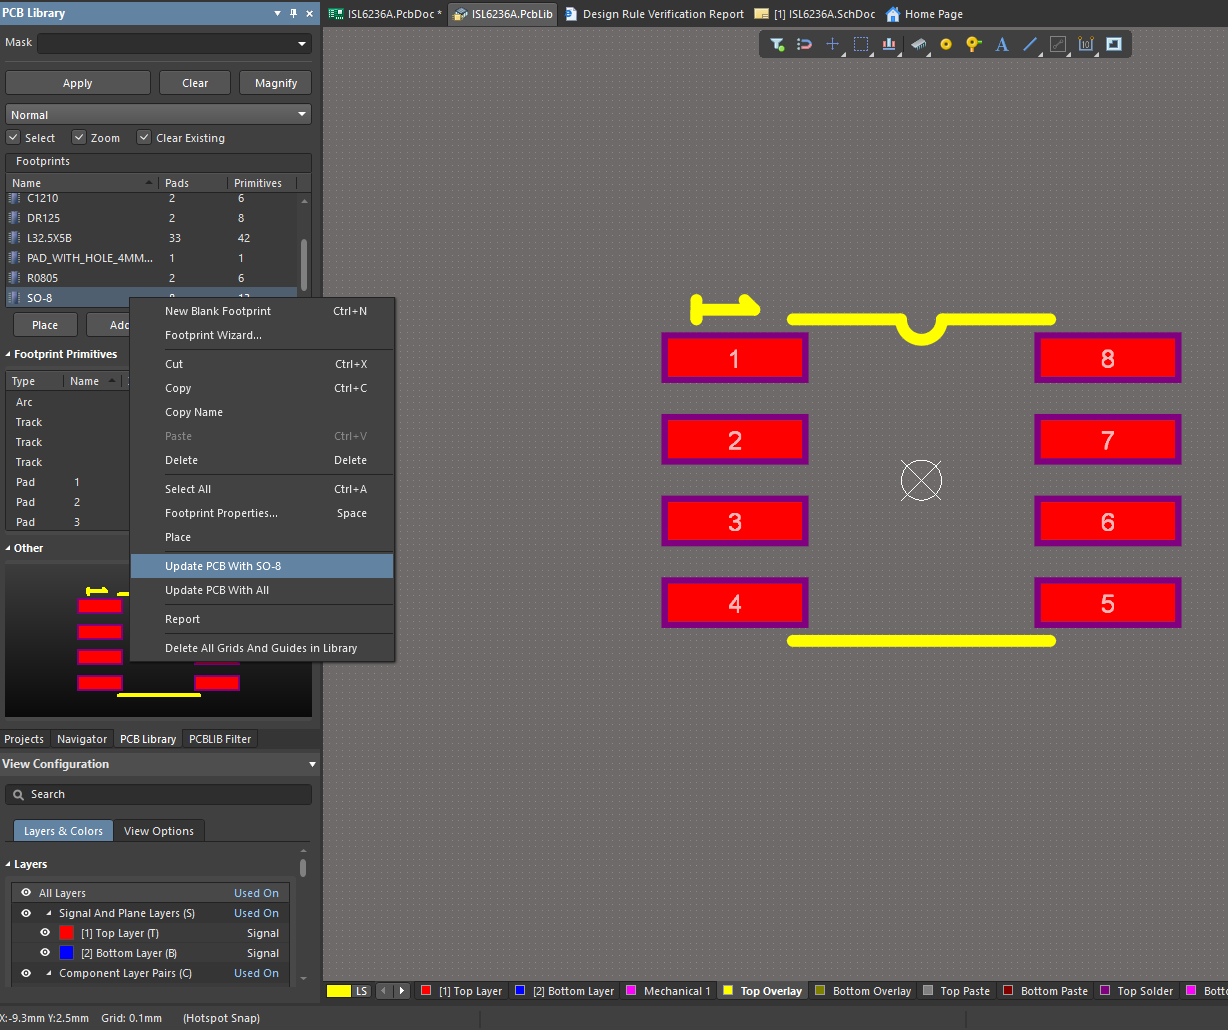 PCB Library
ISL6236A.PcbDoc *
ISL6236A.PcbLib
Design Rule Verification Report
[1] ISL6236A.SchDoc
Home Page
Mask
Apply
Clear
Magnify
Normal
Select
Zoom
Clear Existing
Footprints
Name Pads Primitives
C1210 2 6
DR125 2 8
L32.5X5B 33 42
PAD_WITH_HOLE_4MM... 1 1
R0805 2 6
SO-8
Place
Add
Footprint Primitives
Type Name
Arc
Track
Track
Track
Pad 1
Pad 2
Pad 3
Other
New Blank Footprint Ctrl+N
Footprint Wizard...
Cut Ctrl+X
Copy Ctrl+C
Copy Name
Paste Ctrl+V
Delete Delete
Select All Ctrl+A
Footprint Properties... Space
Place
Update PCB With SO-8
Update PCB With All
Report
Delete All Grids And Guides in Library
1
1 8
2 7
3 6
4 5
Projects
Navigator
PCB Library
PCBLIB Filter
View Configuration
Search
Layers & Colors
View Options
Layers
All Layers Used On
Signal And Plane Layers (S) Used On
[1] Top Layer (T) Signal
[2] Bottom Layer (B) Signal
Component Layer Pairs (C) Used On
LS
[1] Top Layer
[2] Bottom Layer
Mechanical 1
Top Overlay
Bottom Overlay
Top Paste
Bottom Paste
Top Solder
Botto
X:-9.3mm Y:2.5mm Grid: 0.1mm (Hotspot Snap)